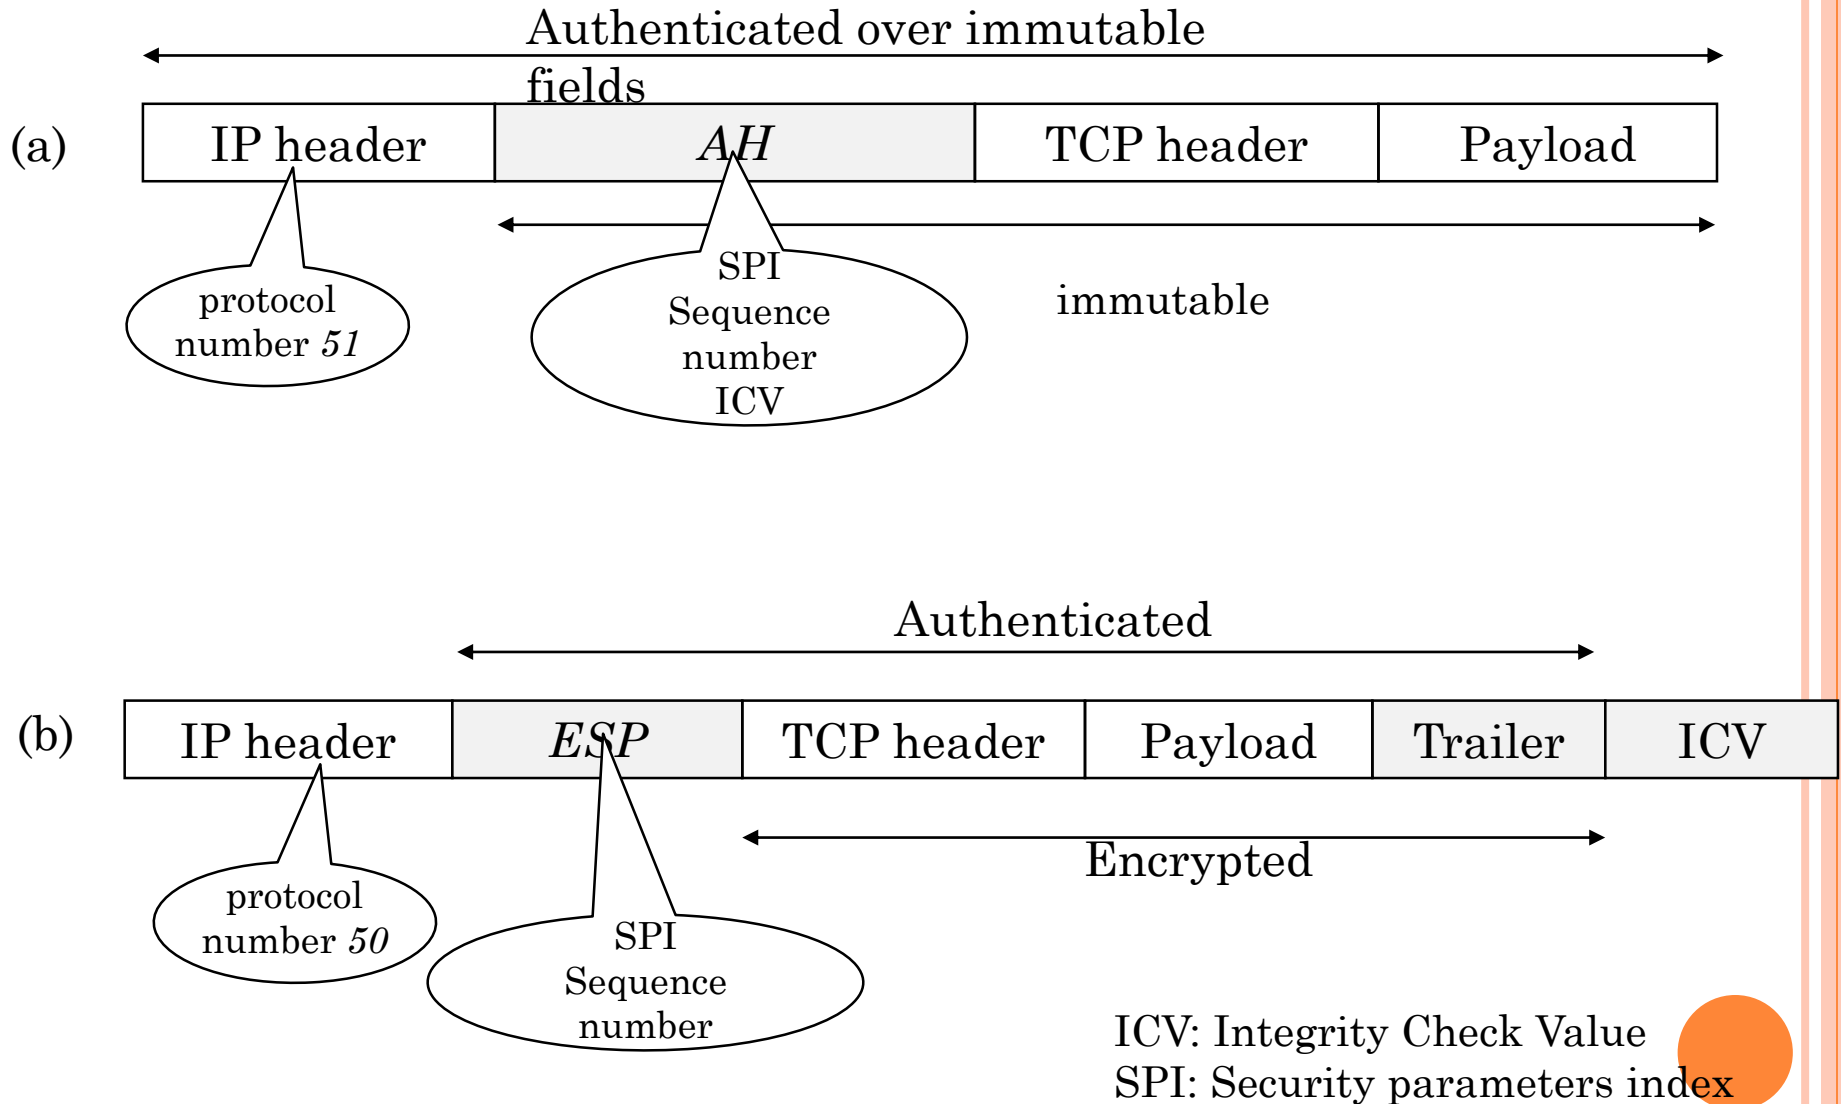 Authenticated over immutable
fields
(a)
IP header
AH
TCP header
Payload
protocol
number 51
SPI
Sequence
number
ICV
immutable
Authenticated
(b)
IP header
ESP
TCP header
Payload
Trailer
ICV
Encrypted
protocol
number 50
SPI
Sequence
number
ICV: Integrity Check Value
SPI: Security parameters index